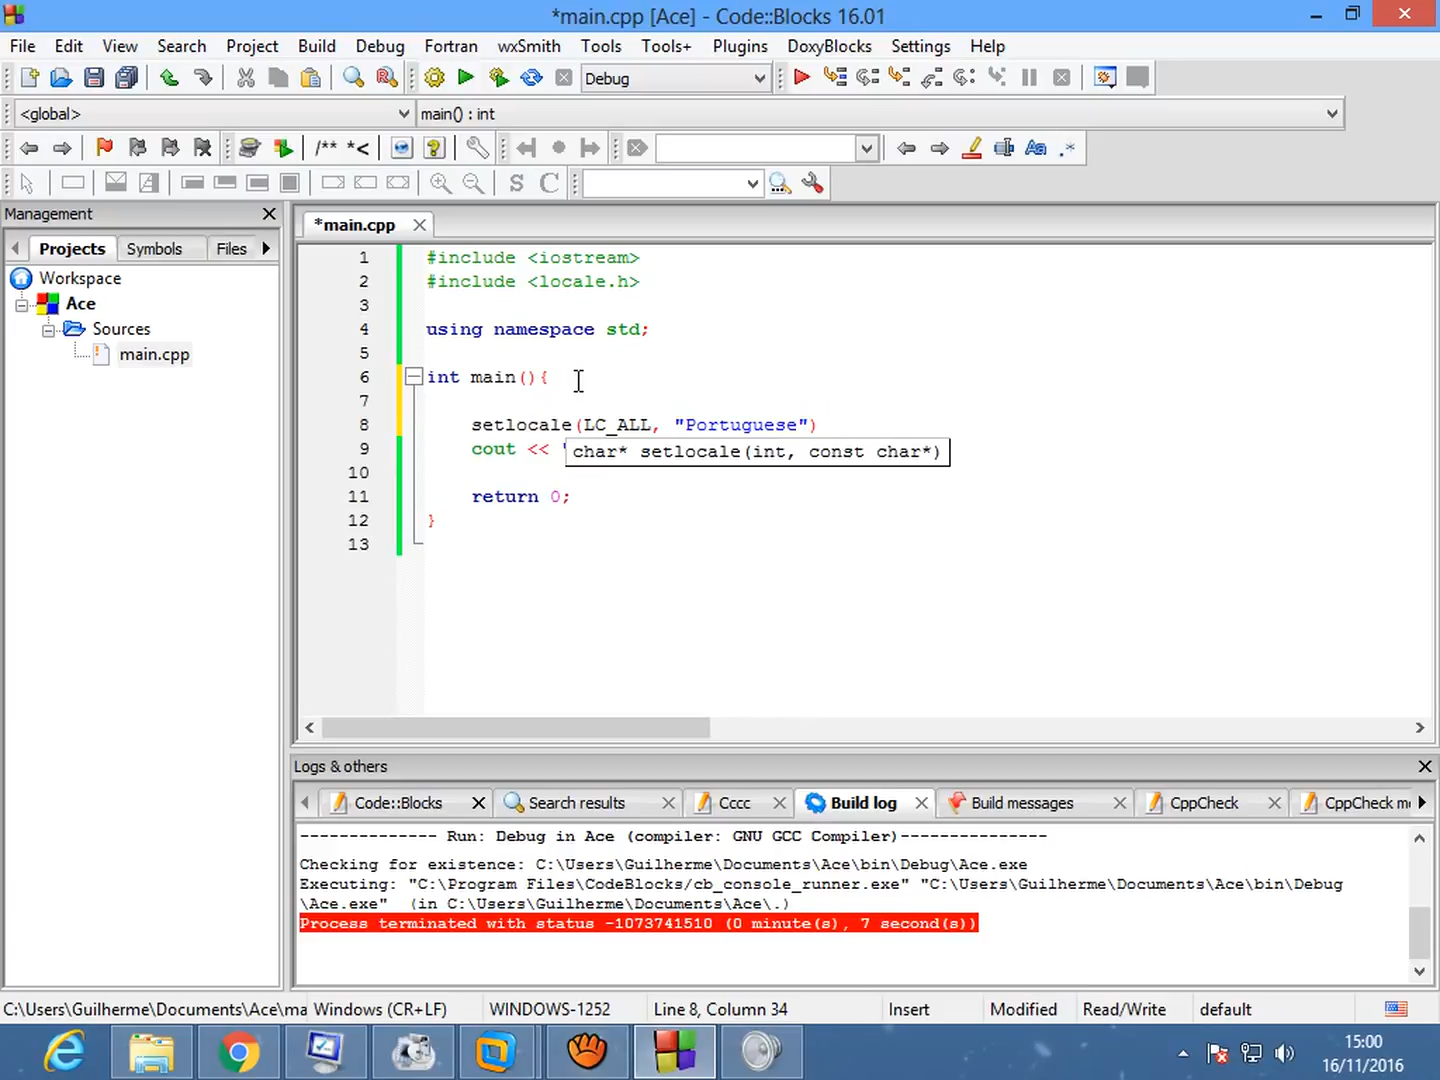 *main.cpp [Ace] - Code::Blocks 16.01
File Edit View Search Project Build Debug Fortran wxSmith Tools Tools+ Plugins DoxyBlocks Settings Help
Debug
<global> main() : int
/** *<
S C
Management
Projects Symbols Files
Workspace
Ace
Sources
main.cpp
*main.cpp
1 #include <iostream>
2 #include <locale.h>
3
4 using namespace std;
5
6 int main(){
7
8 setlocale(LC_ALL, "Portuguese")
9 cout << "
char* setlocale(int, const char*)
10
11 return 0;
12 }
13
Logs & others
Code::Blocks Search results Cccc Build log Build messages CppCheck CppCheck m
-------------- Run: Debug in Ace (compiler: GNU GCC Compiler)---------------
Checking for existence: C:\Users\Guilherme\Documents\Ace\bin\Debug\Ace.exe
Executing: "C:\Program Files\CodeBlocks/cb_console_runner.exe" "C:\Users\Guilherme\Documents\Ace\bin\Debug
\Ace.exe" (in C:\Users\Guilherme\Documents\Ace\.)
Process terminated with status -1073741510 (0 minute(s), 7 second(s))
C:\Users\Guilherme\Documents\Ace\ma Windows (CR+LF) WINDOWS-1252 Line 8, Column 34 Insert Modified Read/Write default
15:00
16/11/2016